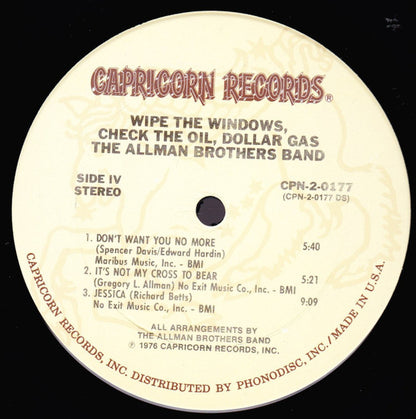 CAPRICORN RECORDS®
WIPE THE WINDOWS,
CHECK THE OIL, DOLLAR GAS
THE ALLMAN BROTHERS BAND
SIDE IV
STEREO
CPN-2-0177
(CPN-2-0177 DS)
1. DON'T WANT YOU NO MORE 5:40
(Spencer Davis/Edward Hardin)
Maribus Music, Inc. - BMI
2. IT'S NOT MY CROSS TO BEAR 5:21
(Gregory L. Allman) No Exit Music Co., Inc. - BMI
3. JESSICA (Richard Betts) 9:09
No Exit Music Co., Inc. - BMI
ALL ARRANGEMENTS BY
THE ALLMAN BROTHERS BAND
℗ 1976 CAPRICORN RECORDS, INC.
CAPRICORN RECORDS, INC. DISTRIBUTED BY PHONODISC, INC./MADE IN U.S.A.